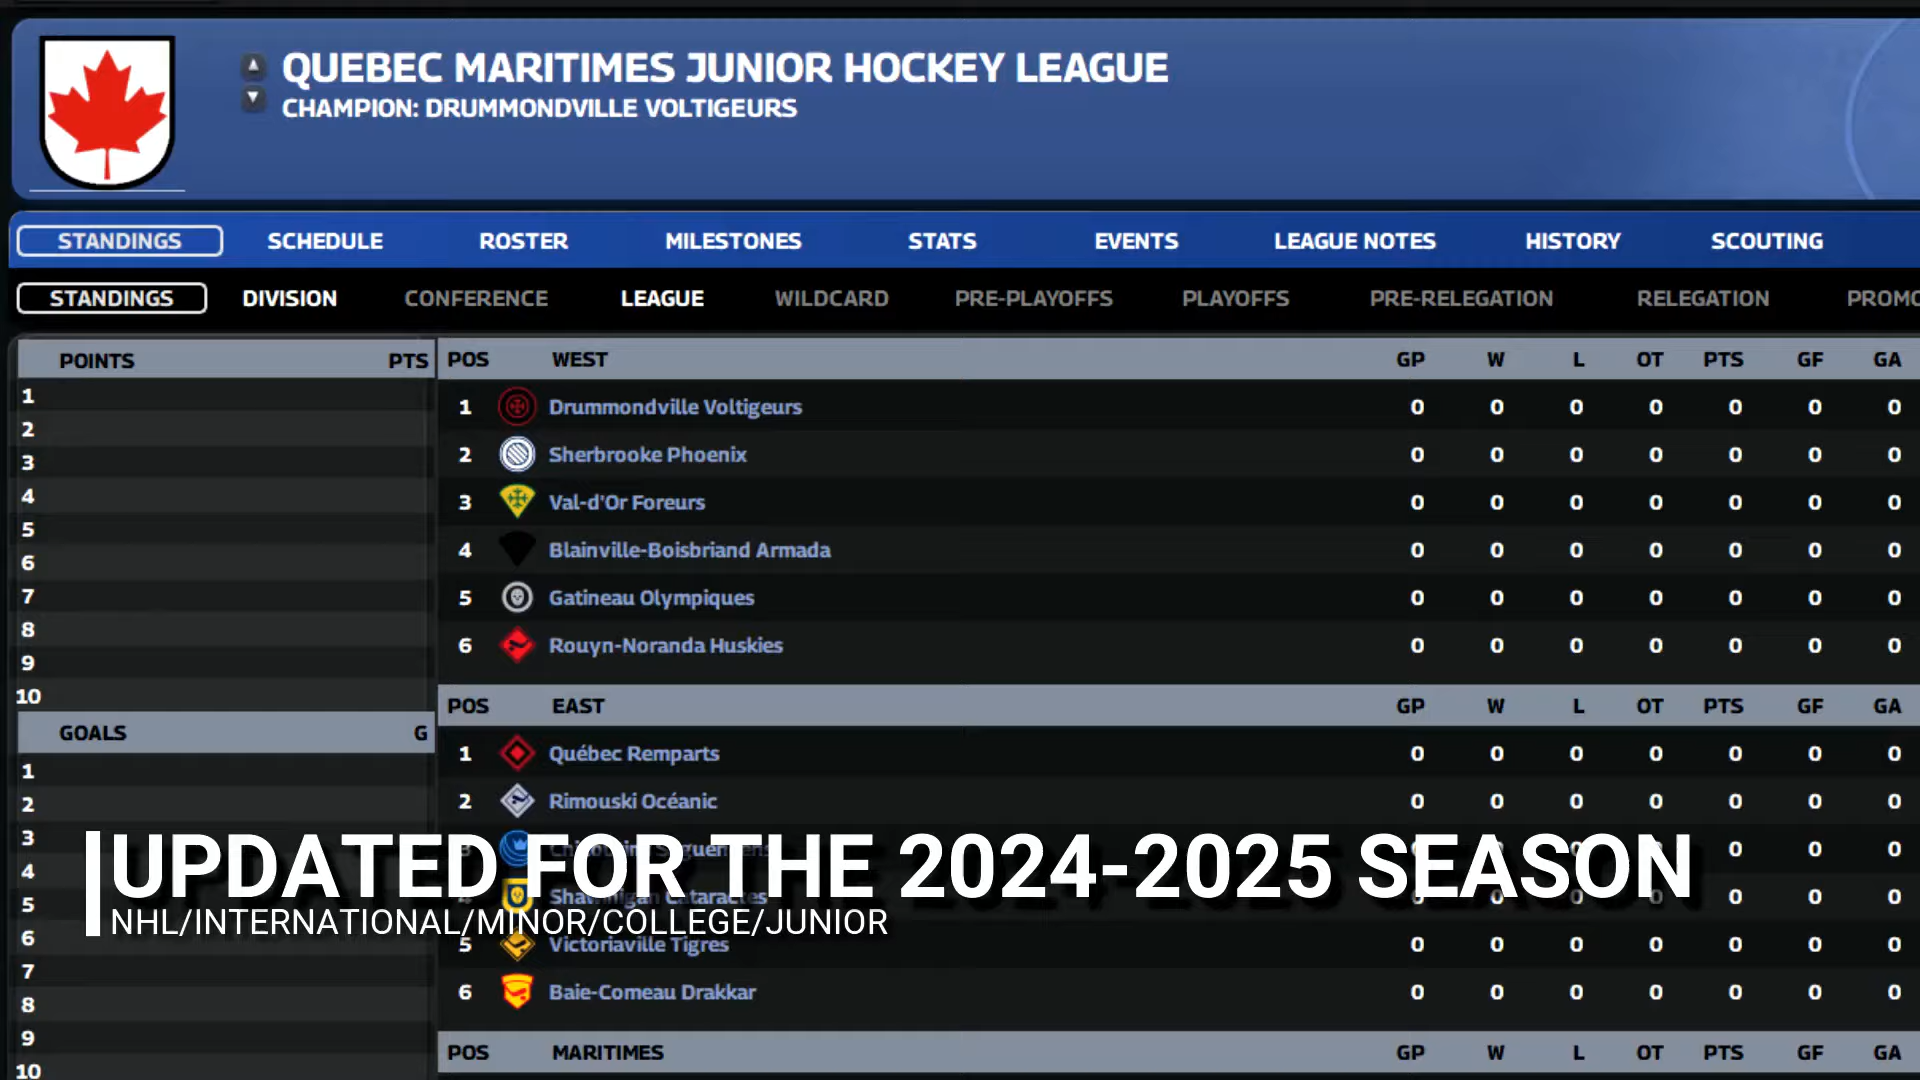 QUEBEC MARITIMES JUNIOR HOCKEY LEAGUE
CHAMPION: DRUMMONDVILLE VOLTIGEURS
STANDINGS SCHEDULE ROSTER MILESTONES STATS EVENTS LEAGUE NOTES HISTORY SCOUTING
STANDINGS DIVISION CONFERENCE LEAGUE WILDCARD PRE-PLAYOFFS PLAYOFFS PRE-RELEGATION RELEGATION PROMO
POINTS PTS
1
2
3
4
5
6
7
8
9
10
GOALS G
1
2
3
4
5
6
7
8
9
10
POS WEST GP W L OT PTS GF GA
1 Drummondville Voltigeurs 0 0 0 0 0 0 0
2 Sherbrooke Phoenix 0 0 0 0 0 0 0
3 Val-d'Or Foreurs 0 0 0 0 0 0 0
4 Blainville-Boisbriand Armada 0 0 0 0 0 0 0
5 Gatineau Olympiques 0 0 0 0 0 0 0
6 Rouyn-Noranda Huskies 0 0 0 0 0 0 0
POS EAST GP W L OT PTS GF GA
1 Québec Remparts 0 0 0 0 0 0 0
2 Rimouski Océanic 0 0 0 0 0 0 0
0 0
Cataractes 0 0
5 Victoriaville Tigres 0 0 0 0 0 0 0
6 Baie-Comeau Drakkar 0 0 0 0 0 0 0
POS MARITIMES GP W L OT PTS GF GA
UPDATED FOR THE 2024-2025 SEASON
NHL/INTERNATIONAL/MINOR/COLLEGE/JUNIOR